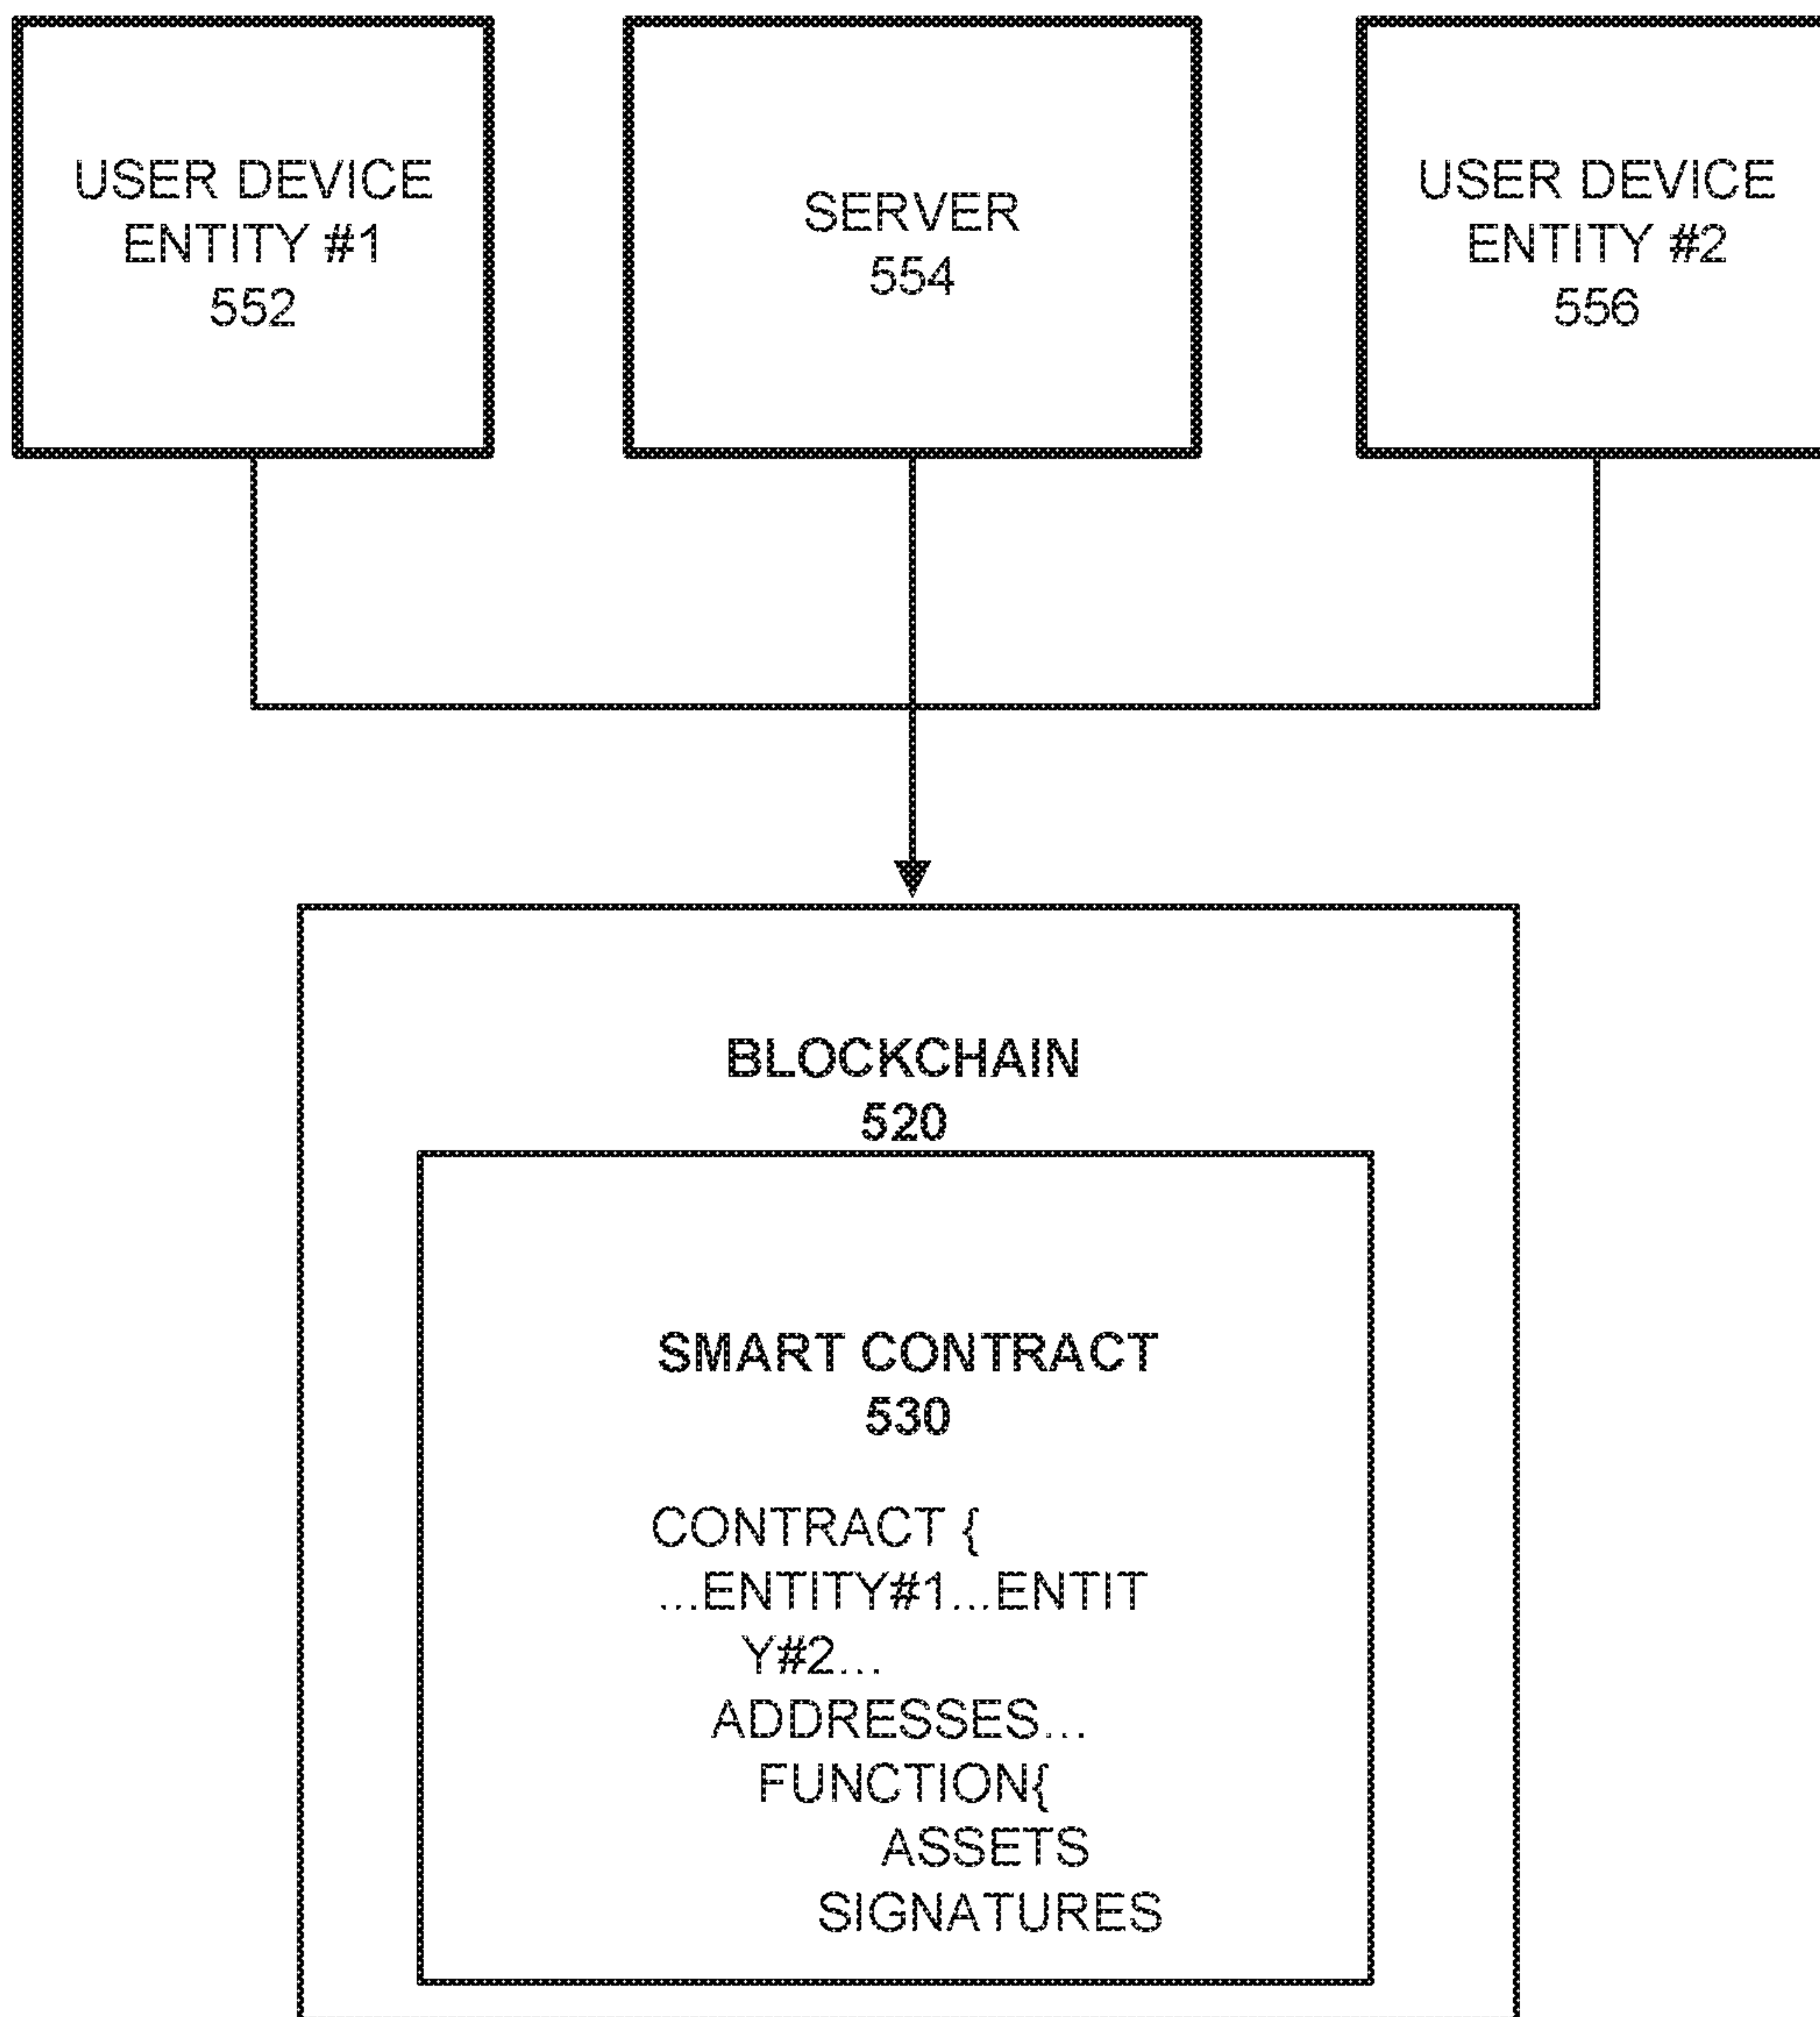 USER DEVICE
ENTITY #1
552
SERVER
554
USER DEVICE
ENTITY #2
556
BLOCKCHAIN
520
SMART CONTRACT
530
CONTRACT {
...ENTITY#1...ENTIT
Y#2...
ADDRESSES...
FUNCTION{
ASSETS
SIGNATURES